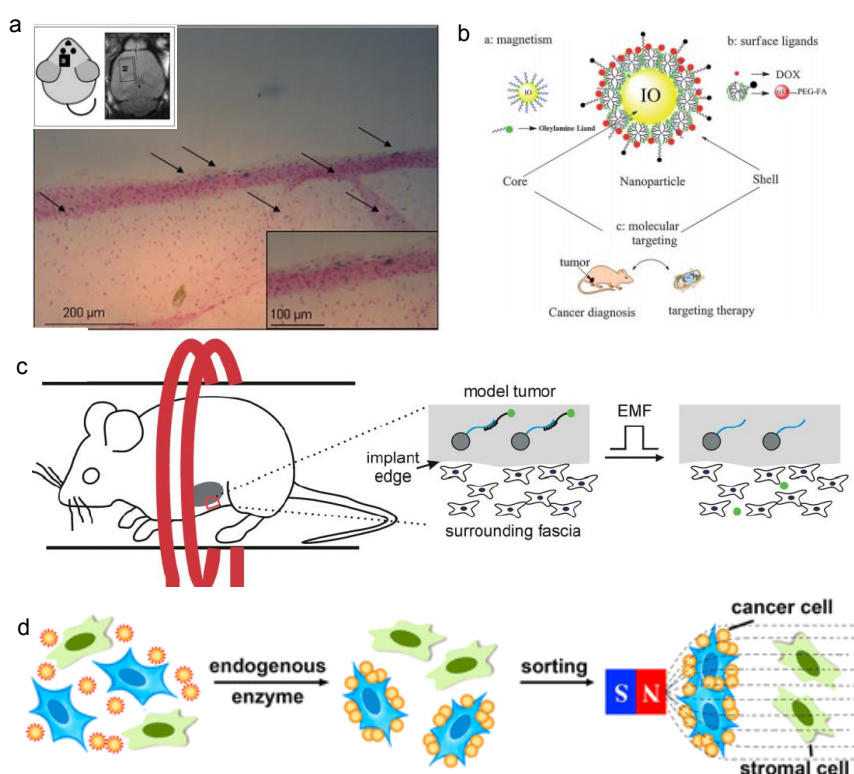 a
M
200 µm
100 µm
b
a: magnetism
IO
Oleylamine Liand
IO
b: surface ligands
DOX
PEG-FA
Core
Nanoparticle
Shell
c: molecular
targeting
tumor
Cancer diagnosis
targeting therapy
c
model tumor
EMF
implant
edge
surrounding fascia
d
endogenous
enzyme
sorting
S N
cancer cell
stromal cell